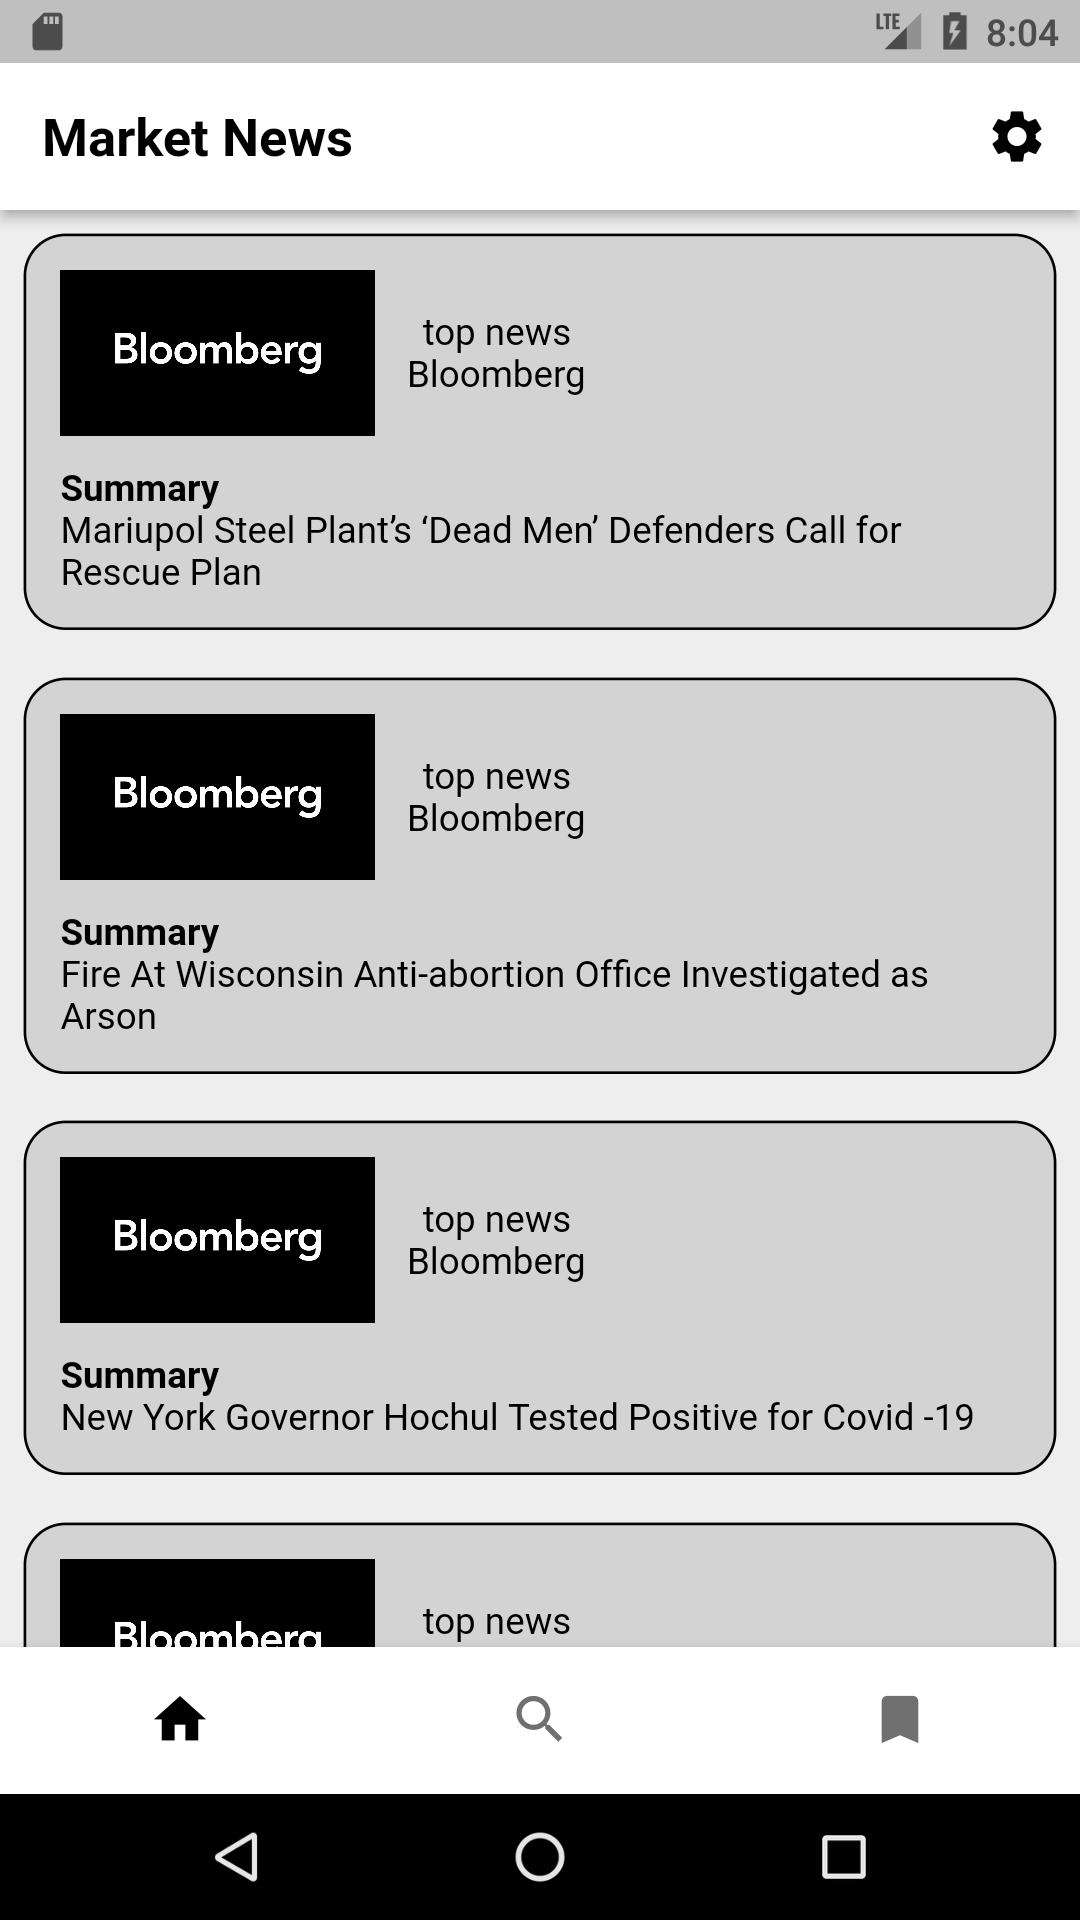 LTE 8:04
Market News
Bloomberg
top news
Bloomberg
Summary
Mariupol Steel Plant’s ‘Dead Men’ Defenders Call for
Rescue Plan
Bloomberg
top news
Bloomberg
Summary
Fire At Wisconsin Anti-abortion Office Investigated as
Arson
Bloomberg
top news
Bloomberg
Summary
New York Governor Hochul Tested Positive for Covid -19
Bloomberg
top news